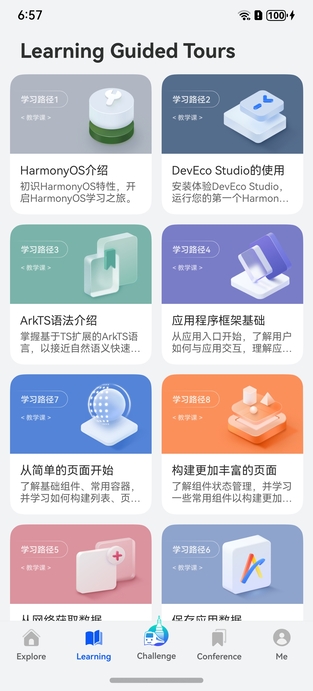 6:57
100
Learning Guided Tours
学习路径1
< 教学课 >
HarmonyOS介绍
初识HarmonyOS特性，开
启HarmonyOS学习之旅。
学习路径2
< 教学课 >
DevEco Studio的使用
安装体验DevEco Studio，
运行您的第一个Harmon...
学习路径3
< 教学课 >
ArkTS语法介绍
掌握基于TS扩展的ArkTS语
言，以接近自然语义快速...
学习路径4
< 教学课 >
应用程序框架基础
从应用入口开始，了解用户
如何与应用交互，理解应...
学习路径7
< 教学课 >
从简单的页面开始
了解基础组件、常用容器，
并学习如何构建列表、页...
学习路径8
< 教学课 >
构建更加丰富的页面
了解组件状态管理，并学习
一些常用组件以构建更加...
学习路径5
< 教学课 >
从网络获取数据
学习路径6
< 教学课 >
保存应用数据
Explore
Learning
Challenge
Conference
Me